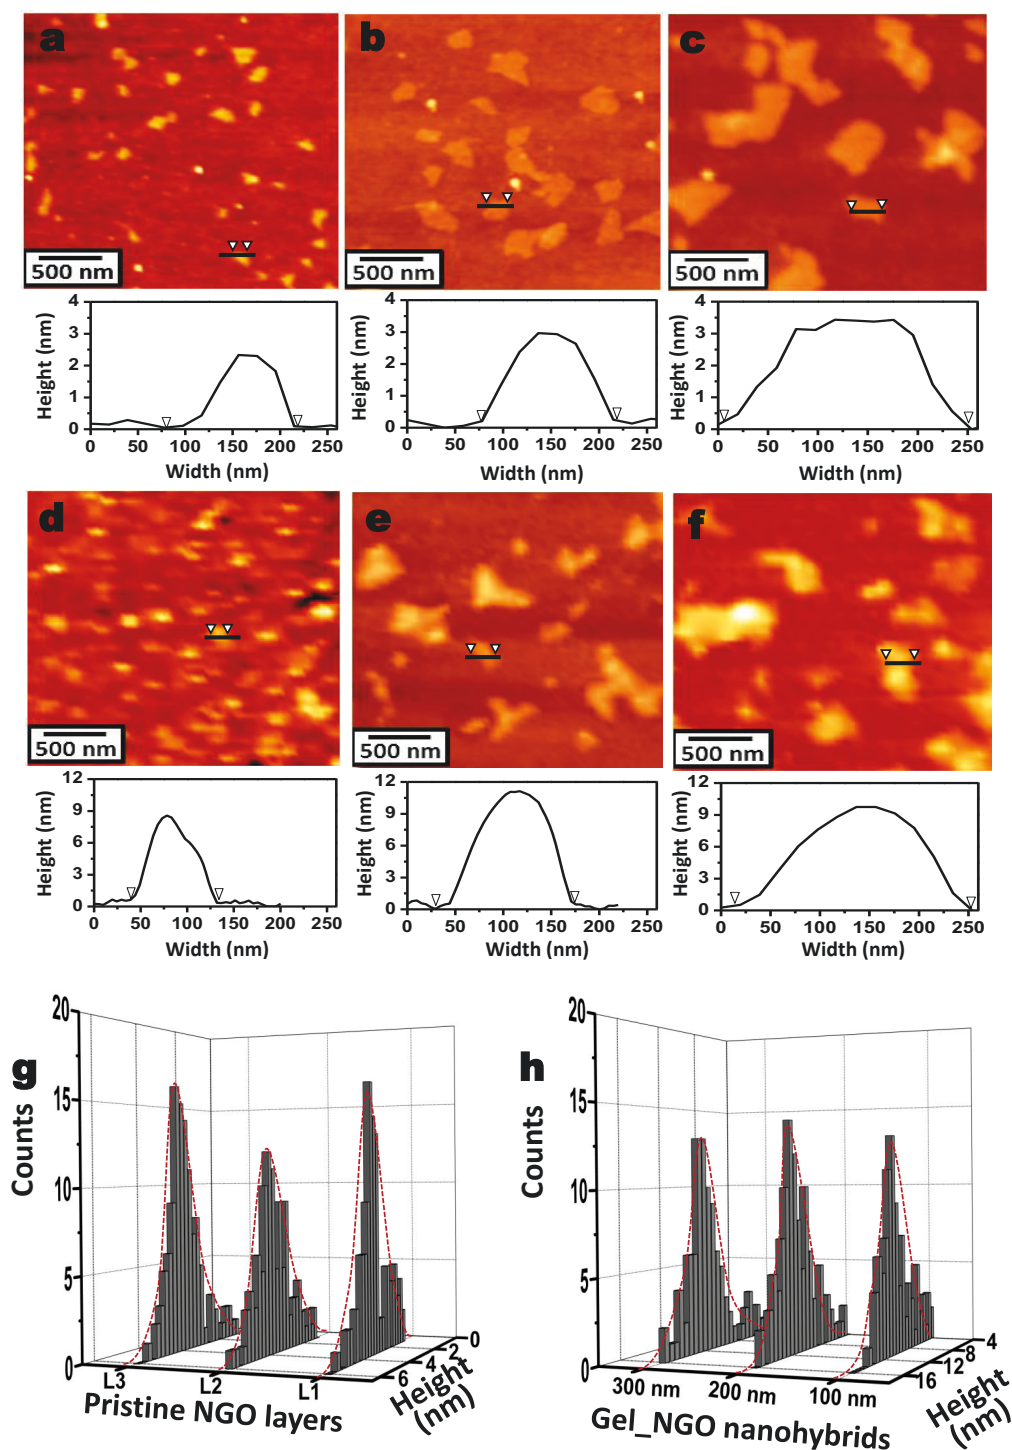 a
b
c
500 nm
500 nm
500 nm
Height (nm)
4
3
2
1
0
0 50 100 150 200 250
Width (nm)
Height (nm)
4
3
2
1
0
0 50 100 150 200 250
Width (nm)
Height (nm)
4
3
2
1
0
0 50 100 150 200 250
Width (nm)
d
e
f
500 nm
500 nm
500 nm
Height (nm)
12
9
6
3
0
0 50 100 150 200 250
Width (nm)
Height (nm)
12
9
6
3
0
0 50 100 150 200 250
Width (nm)
Height (nm)
12
9
6
3
0
0 50 100 150 200 250
Width (nm)
g
Counts
20
15
10
5
0
L3 L2 L1
Pristine NGO layers
6 4 2 0
Height
(nm)
h
Counts
20
15
10
5
0
300 nm 200 nm 100 nm
Gel_NGO nanohybrids
16 12 8 4
Height
(nm)